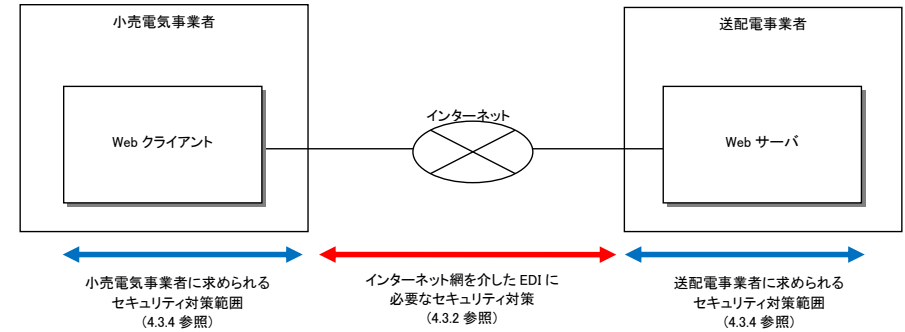 小売電気事業者
送配電事業者
インターネット
Web クライアント
Web サーバ
小売電気事業者に求められる
セキュリティ対策範囲
(4.3.4 参照)
インターネット網を介した EDI に
必要なセキュリティ対策
(4.3.2 参照)
送配電事業者に求められる
セキュリティ対策範囲
(4.3.4 参照)